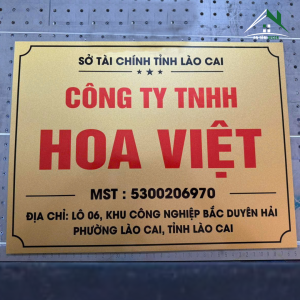 SỞ TÀI CHÍNH TỈNH LÀO CAI
CÔNG TY TNHH
HOA VIỆT
MST : 5300206970
ĐỊA CHỈ: LÔ 06, KHU CÔNG NGHIỆP BẮC DUYÊN HẢI
PHƯỜNG LÀO CAI, TỈNH LÀO CAI